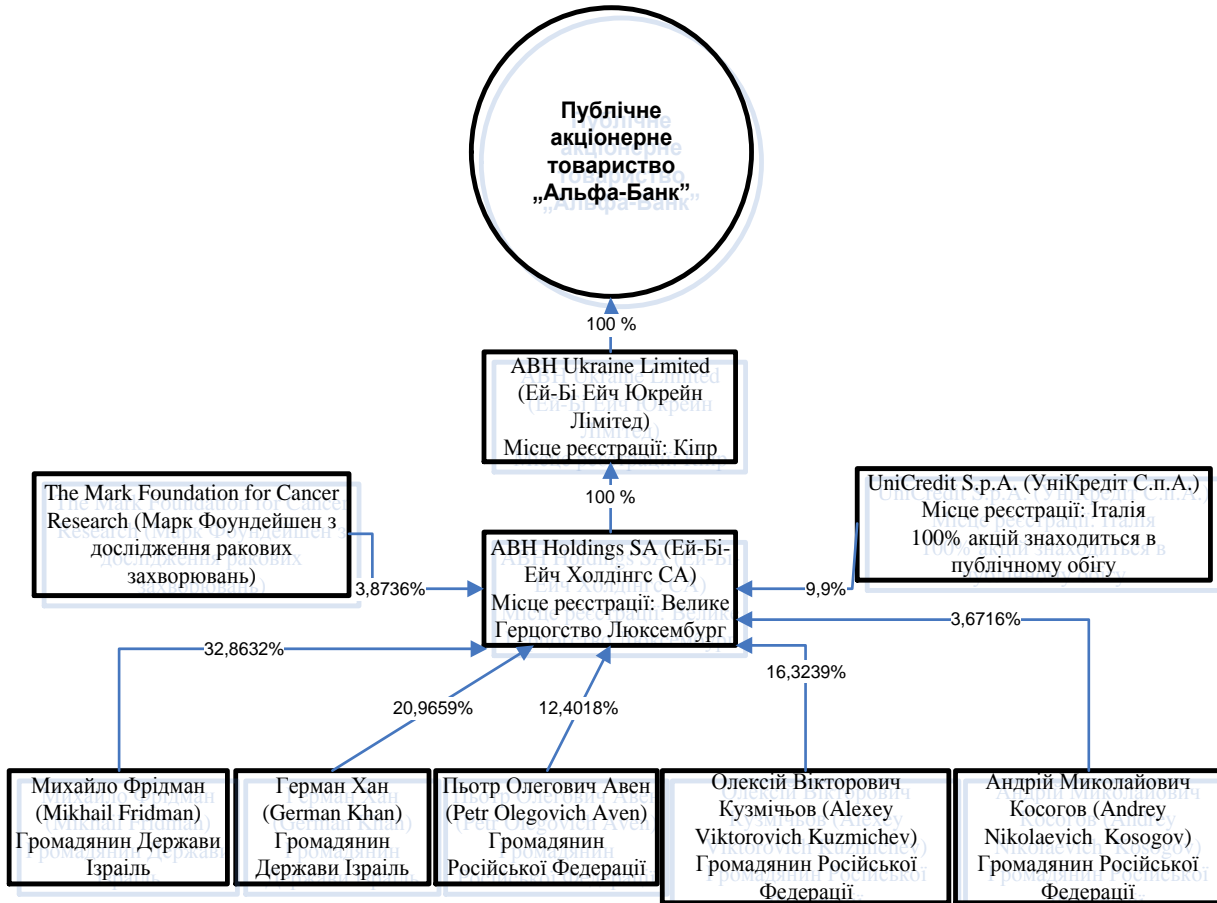 Публічне
акціонерне
товариство
„Альфа-Банк”
100 %
ABH Ukraine Limited
(Ей-Бі Ейч Юкрейн
Лімітед)
Місце реєстрації: Кіпр
100 %
The Mark Foundation for Cancer
Research (Марк Фоундейшен з
дослідження ракових
захворювань)
3,8736%
ABH Holdings SA (Ей-Бі-
Ейч Холдінгс СА)
Місце реєстрації: Велике
Герцогство Люксембург
UniCredit S.p.A. (УніКредіт С.п.А.)
Місце реєстрації: Італія
100% акцій знаходиться в
публічному обігу
9,9%
3,6716%
32,8632%
20,9659%
12,4018%
16,3239%
Михайло Фрідман
(Mikhail Fridman)
Громадянин Держави
Ізраїль
Герман Хан
(German Khan)
Громадянин
Держави Ізраїль
Пьотр Олегович Авен
(Petr Olegovich Aven)
Громадянин
Російської Федерації
Олексій Вікторович
Кузмічьов (Alexey
Viktorovich Kuzmichev)
Громадянин Російської
Федерації
Андрій Миколайович
Косогов (Andrey
Nikolaevich Kosogov)
Громадянин Російської
Федерації